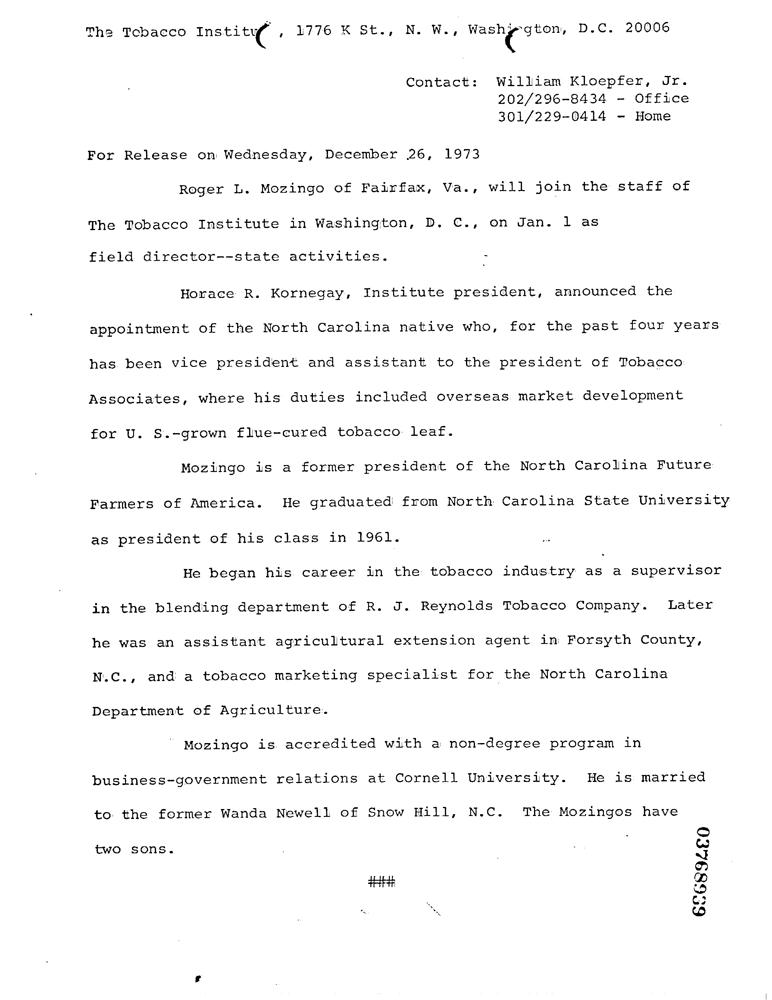 The Tobacco Institute, 1776 K St., N. W., Washington, D.C. 20006
Contact: William Kloepfer, Jr.
202/296-8434 - Office
301/229-0414 - Home
For Release on Wednesday, December 26, 1973
Roger L. Mozingo of Fairfax, Va., will join the staff of
The Tobacco Institute in Washington, D. C., on Jan. 1 as
field director--state activities.
Horace R. Kornegay, Institute president, announced the
appointment of the North Carolina native who, for the past four years
has been vice president and assistant to the president of Tobacco
Associates, where his duties included overseas market development
for U. S.-grown flue-cured tobacco leaf.
Mozingo is a former president of the North Carolina Future
Farmers of America. He graduated from North Carolina State University
as president of his class in 1961.
He began his career in the tobacco industry as a supervisor
in the blending department of R. J. Reynolds Tobacco Company. Later
he was an assistant agricultural extension agent in Forsyth County,
N.C., and a tobacco marketing specialist for the North Carolina
Department of Agriculture.
Mozingo is accredited with a non-degree program in
business-government relations at Cornell University. He is married
to the former Wanda Newell of Snow Hill, N.C. The Mozingos have
two sons.
###
03768939